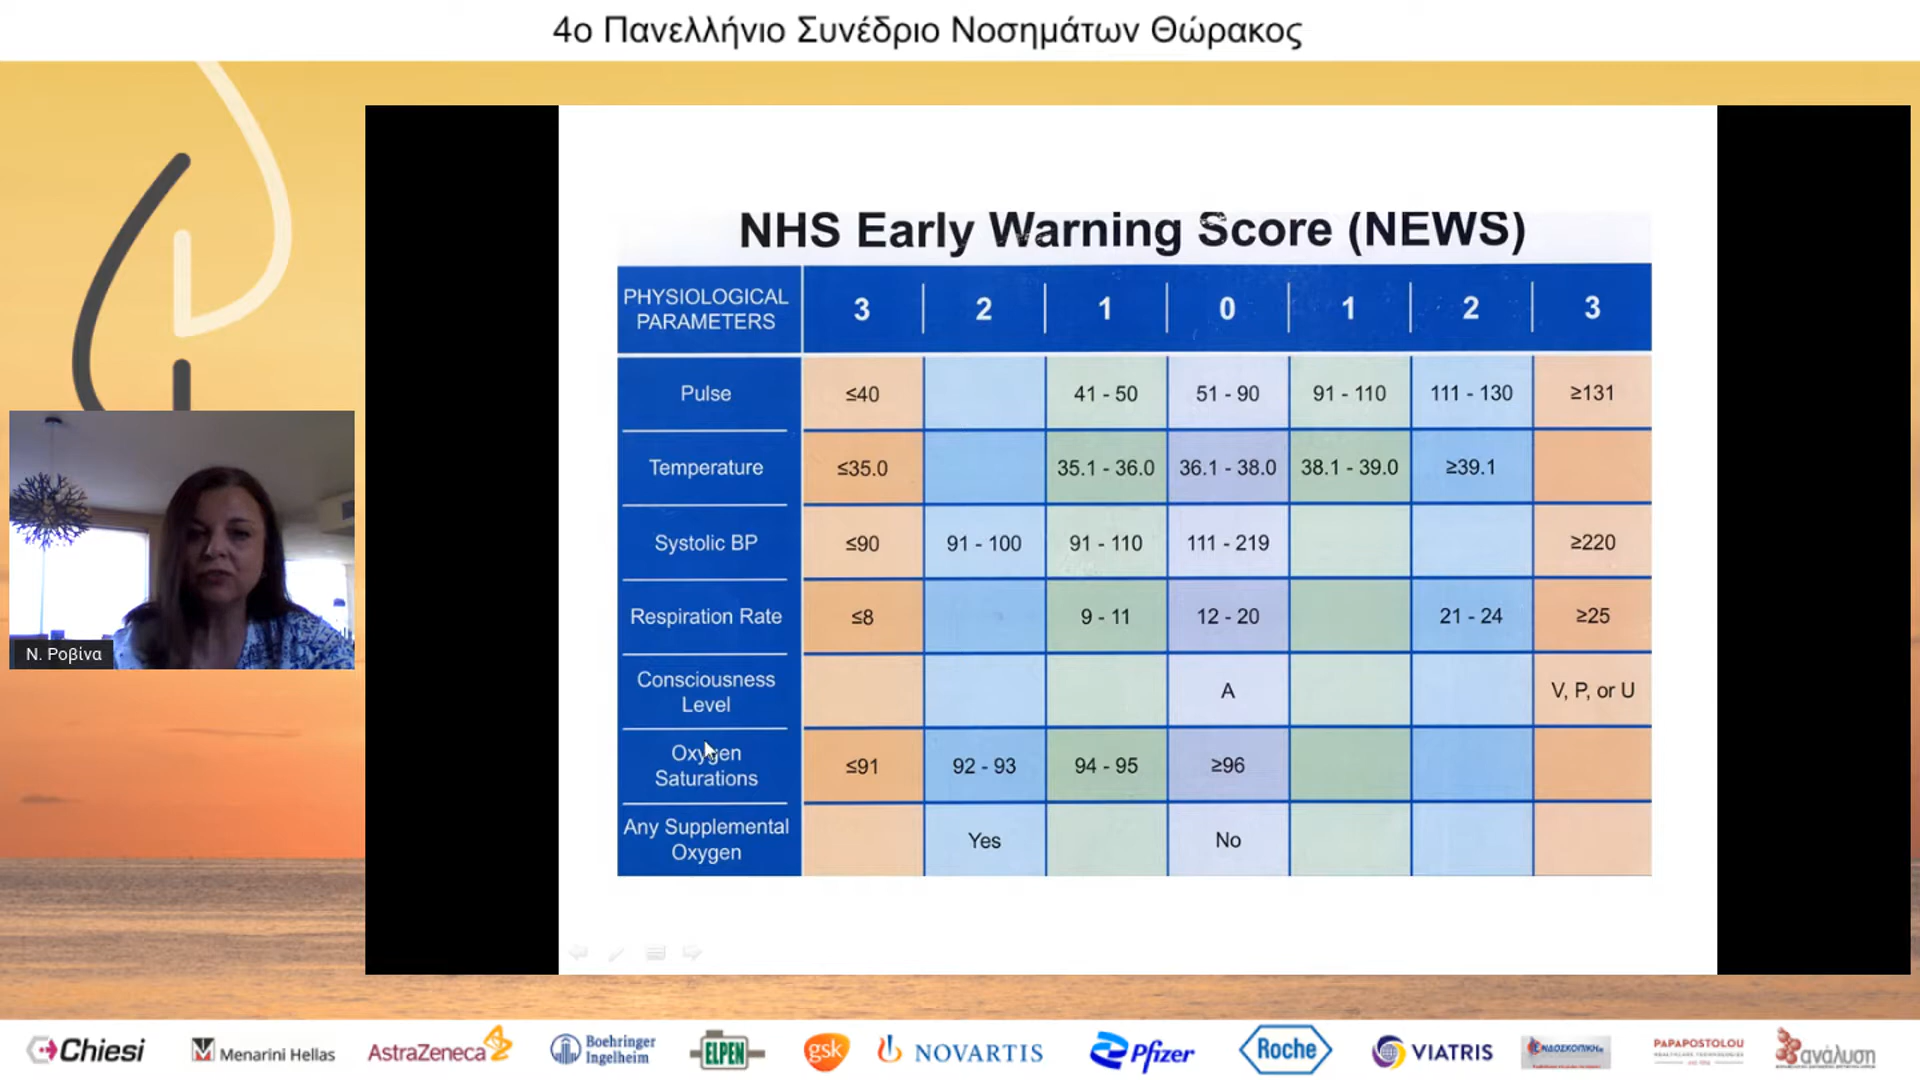 4ο Πανελλήνιο Συνέδριο Νοσημάτων Θώρακος
NHS Early Warning Score (NEWS)
PHYSIOLOGICAL PARAMETERS 3 2 1 0 1 2 3
Pulse ≤40 41 - 50 51 - 90 91 - 110 111 - 130 ≥131
Temperature ≤35.0 35.1 - 36.0 36.1 - 38.0 38.1 - 39.0 ≥39.1
Systolic BP ≤90 91 - 100 91 - 110 111 - 219 ≥220
Respiration Rate ≤8 9 - 11 12 - 20 21 - 24 ≥25
Consciousness Level A V, P, or U
Oxygen Saturations ≤91 92 - 93 94 - 95 ≥96
Any Supplemental Oxygen Yes No
Ν. Ροβίνα
Chiesi
Menarini Hellas
AstraZeneca
Boehringer
Ingelheim
ELPEN
gsk
NOVARTIS
Pfizer
Roche
VIATRIS
ΕΝΔΟΣΚΟΠΙΚΗ
PAPAPOSTOLOU
ανάλυση